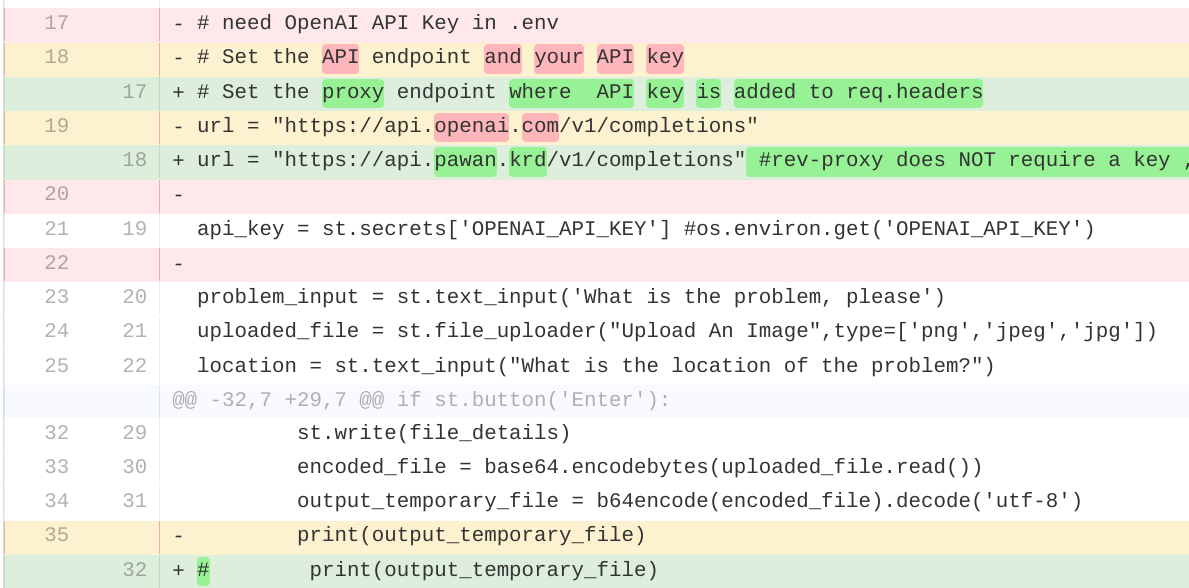 17 - # need OpenAI API Key in .env
18 - # Set the API endpoint and your API key
17 + # Set the proxy endpoint where  API key is added to req.headers
19 - url = "https://api.openai.com/v1/completions"
18 + url = "https://api.pawan.krd/v1/completions" #rev-proxy does NOT require a key ,
20 -
21 19 api_key = st.secrets['OPENAI_API_KEY'] #os.environ.get('OPENAI_API_KEY')
22 -
23 20 problem_input = st.text_input('What is the problem, please')
24 21 uploaded_file = st.file_uploader("Upload An Image",type=['png','jpeg','jpg'])
25 22 location = st.text_input("What is the location of the problem?")
@@ -32,7 +29,7 @@ if st.button('Enter'):
32 29         st.write(file_details)
33 30         encoded_file = base64.encodebytes(uploaded_file.read())
34 31         output_temporary_file = b64encode(encoded_file).decode('utf-8')
35 -         print(output_temporary_file)
32 + #        print(output_temporary_file)